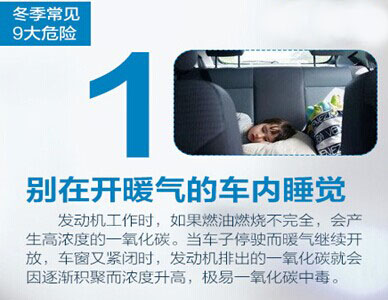 冬季常见
9大危险
1
别在开暖气的车内睡觉
发动机工作时，如果燃油燃烧不完全，会产
生高浓度的一氧化碳。当车子停驶而暖气继续开
放，车窗又紧闭时，发动机排出的一氧化碳就会
因逐渐积聚而浓度升高，极易一氧化碳中毒。